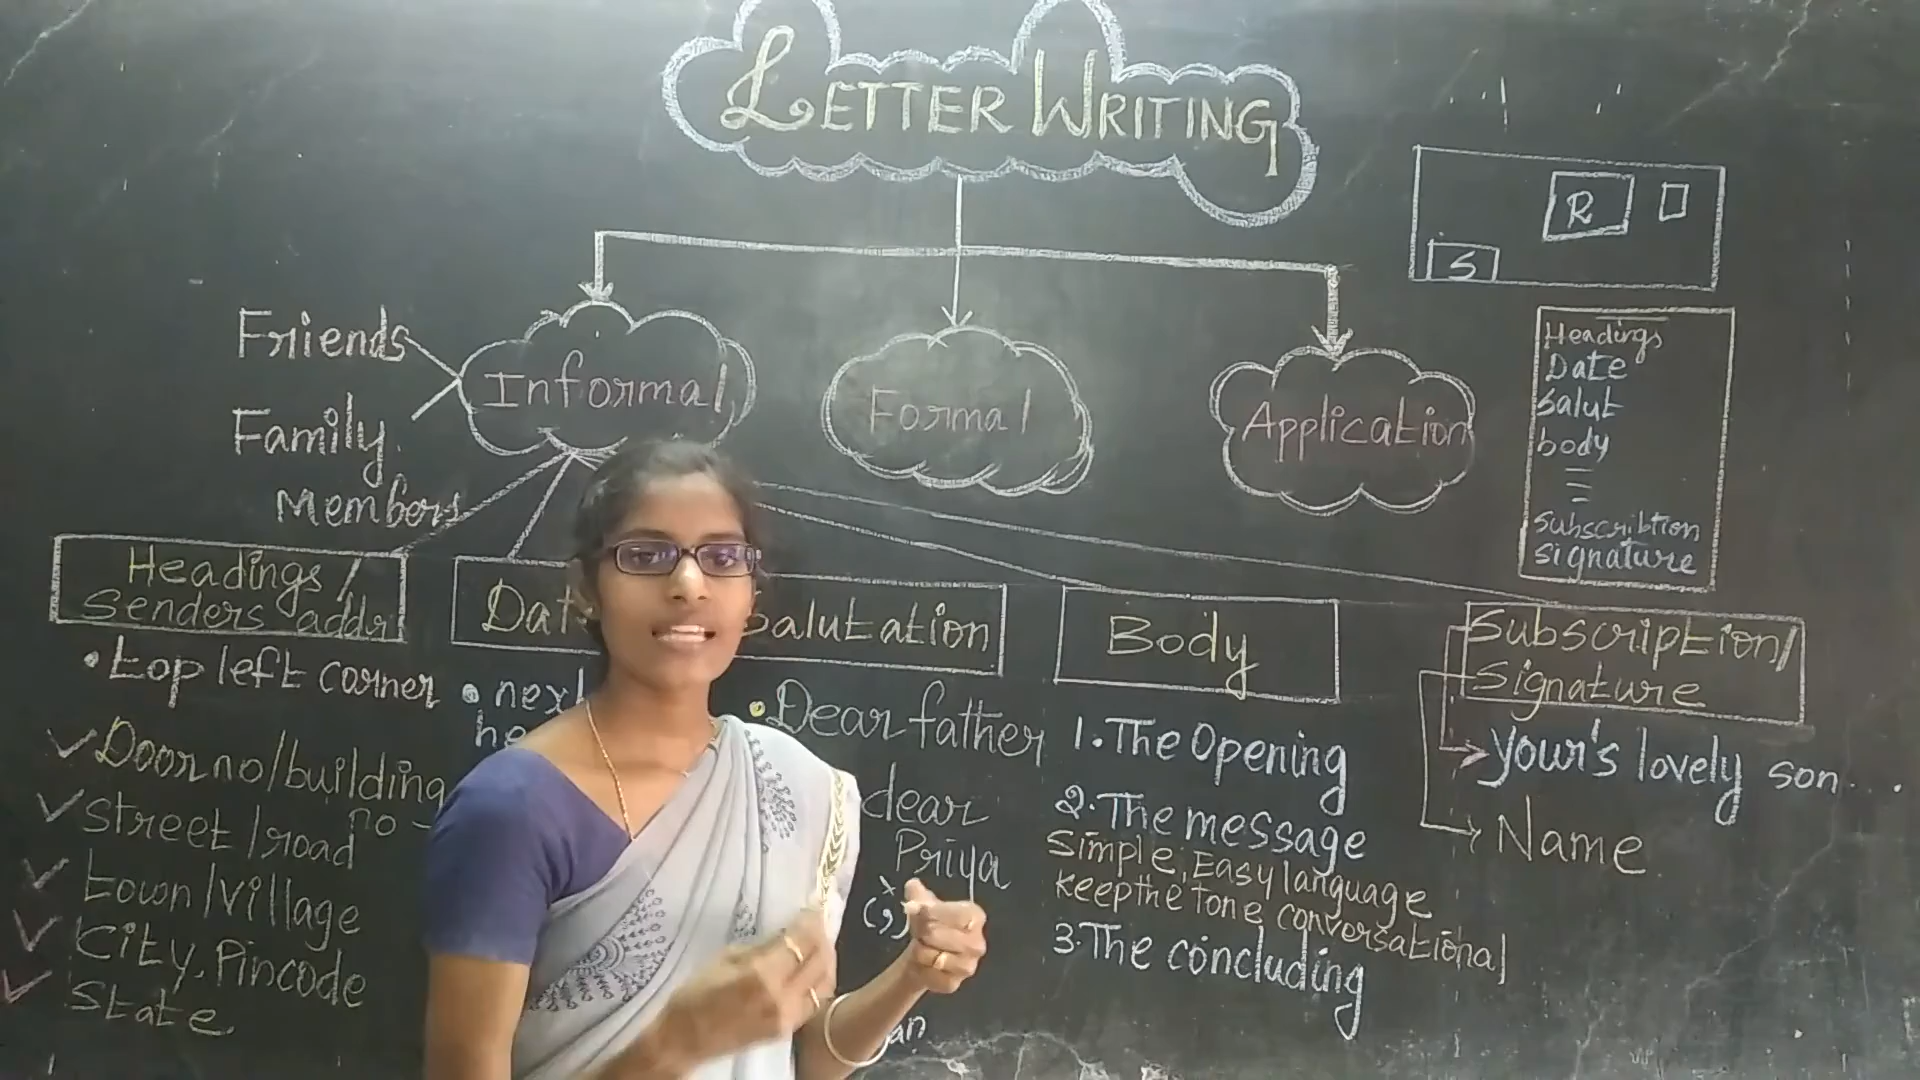 LETTER WRITING
R
S
Friends
Family
Members
Informal
Formal
Application
Headings
Date
Salut
body
Subscribtion
Signature
Headings/
Senders addr
• top left corner
Door no/building
no -
street/road
town/village
City, Pincode
State
Dat
• next
he
Salutation
• Dear father
dear
Priya
(,)
an
Body
1. The Opening
2. The message
Simple, Easy language
keep the tone conversational
3. The concluding
Subscription/
Signature
your's lovely son...
Name